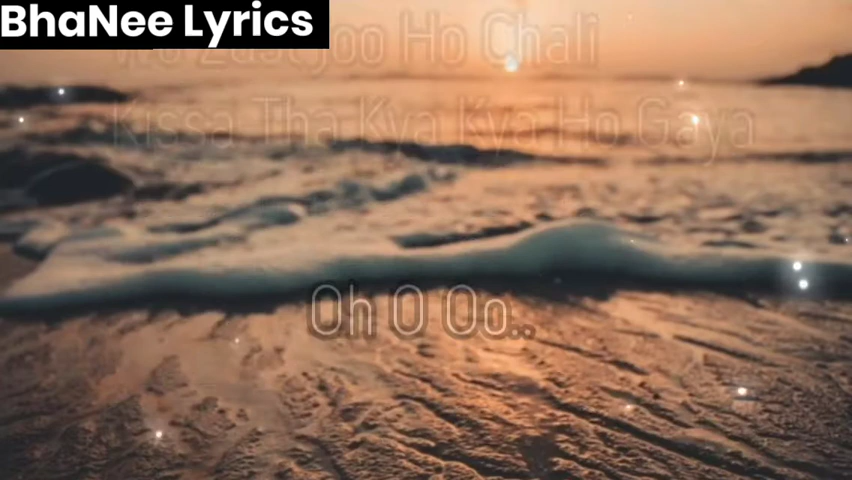 BhaNee Lyrics
Ho Chali
Kissa Tha Kya Kya Ho Gaya
Oh O Oo..